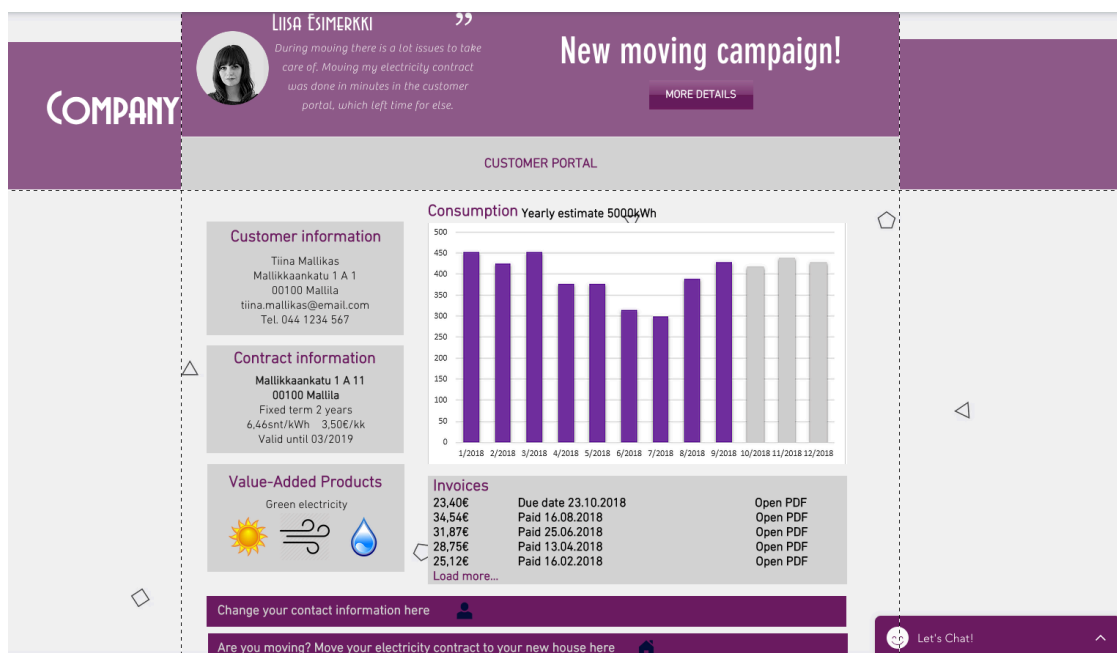 LIISA ESIMERKKI ”
During moving there is a lot issues to take
care of. Moving my electricity contract
was done in minutes in the customer
portal, which left time for else.
New moving campaign!
MORE DETAILS
COMPANY
CUSTOMER PORTAL
Customer information
Tiina Mallikas
Mallikkaankatu 1 A 1
00100 Mallila
tiina.mallikas@email.com
Tel. 044 1234 567
Contract information
Mallikkaankatu 1 A 11
00100 Mallila
Fixed term 2 years
6,46snt/kWh 3,50€/kk
Valid until 03/2019
Value-Added Products
Green electricity
Consumption Yearly estimate 5000kWh
500
450
400
350
300
250
200
150
100
50
0
1/2018 2/2018 3/2018 4/2018 5/2018 6/2018 7/2018 8/2018 9/2018 10/2018 11/2018 12/2018
Invoices
23,40€ Due date 23.10.2018 Open PDF
34,54€ Paid 16.08.2018 Open PDF
31,87€ Paid 25.06.2018 Open PDF
28,75€ Paid 13.04.2018 Open PDF
25,12€ Paid 16.02.2018 Open PDF
Load more...
Change your contact information here
Are you moving? Move your electricity contract to your new house here
Let's Chat!